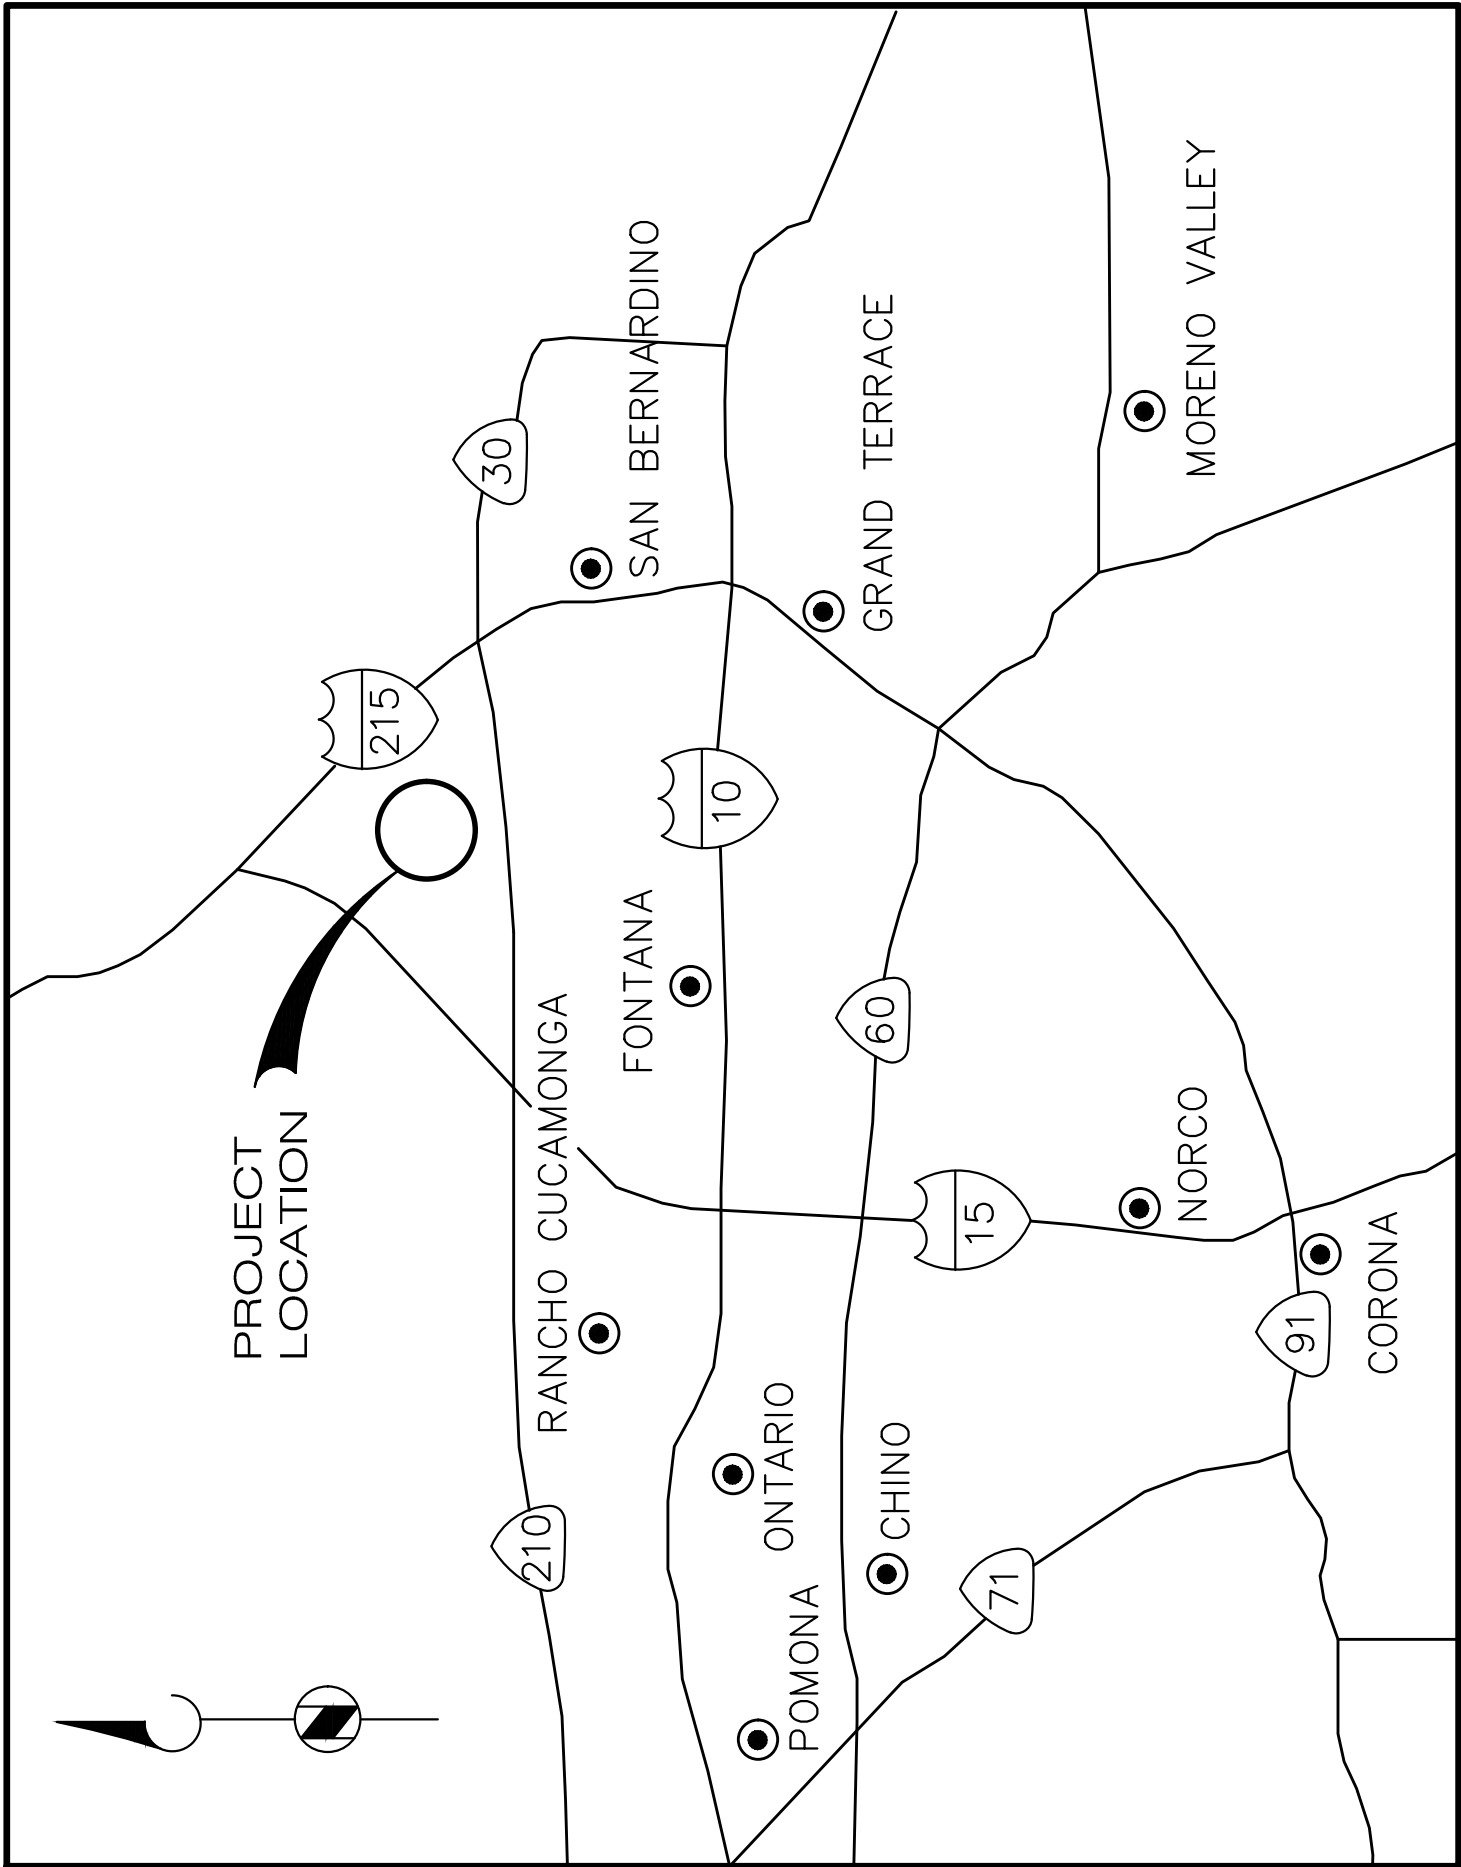 PROJECT
LOCATION
215
30
210
RANCHO CUCAMONGA
FONTANA
SAN BERNARDINO
10
ONTARIO
POMONA
60
GRAND TERRACE
CHINO
15
71
NORCO
MORENO VALLEY
91
CORONA